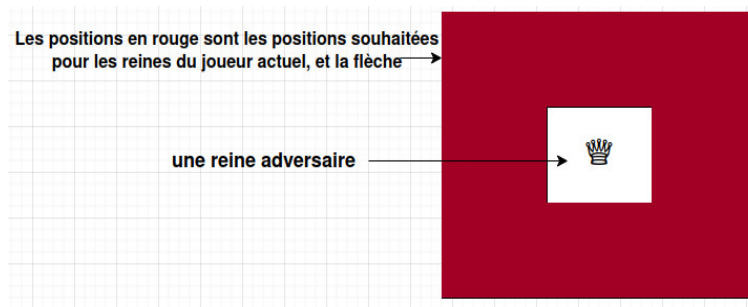 Les positions en rouge sont les positions souhaitées
pour les reines du joueur actuel, et la flèche
une reine adversaire